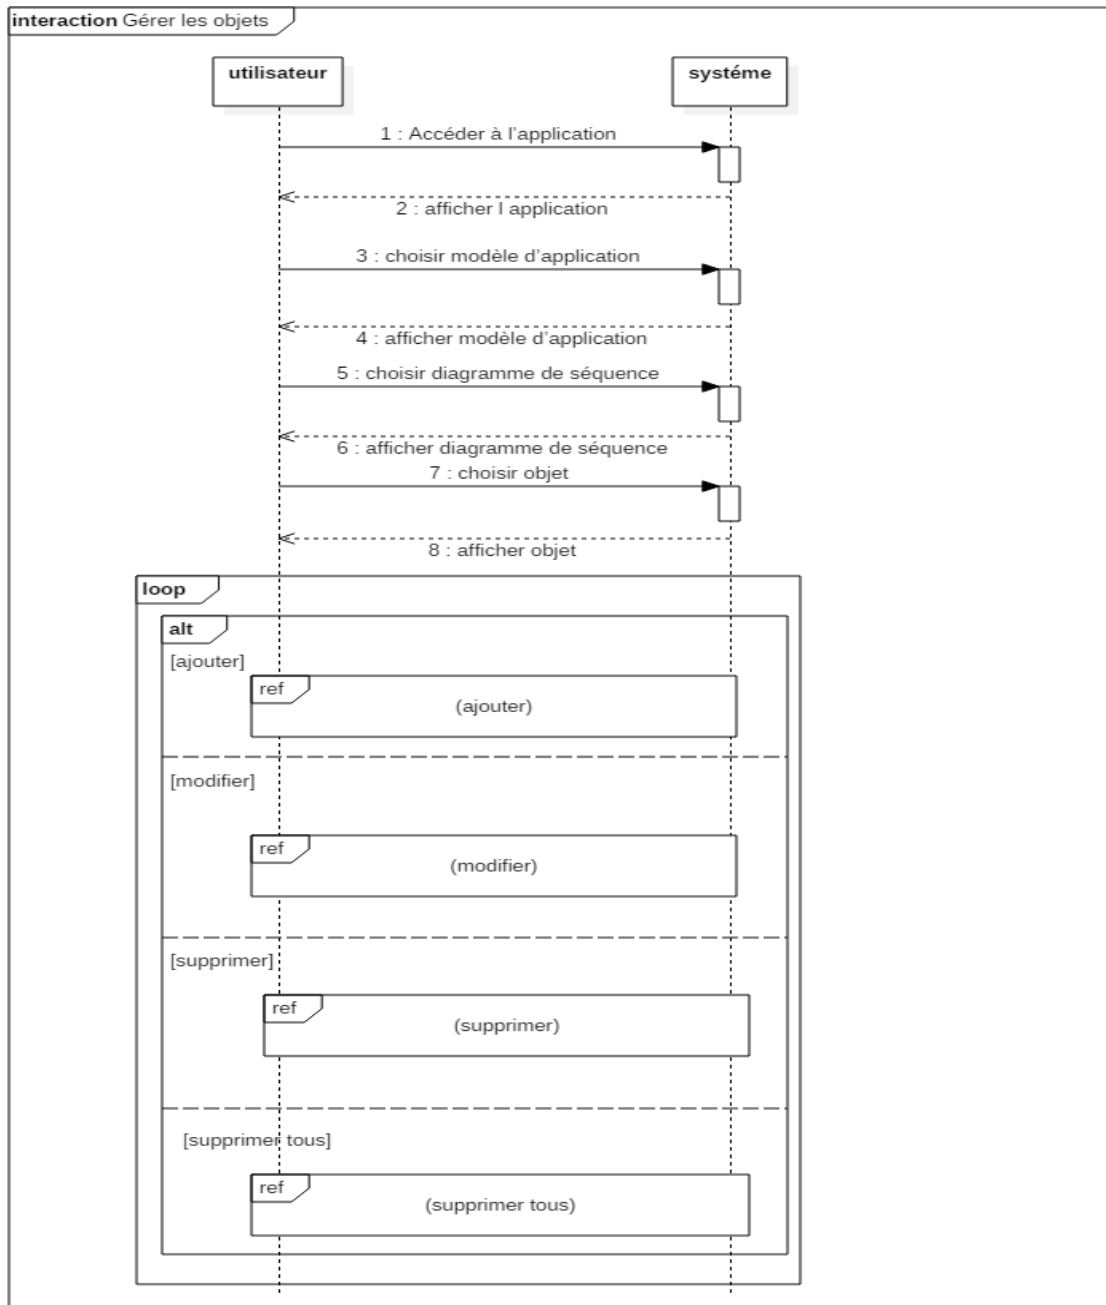 interaction Gérer les objets
utilisateur
systéme
1 : Accéder à l'application
2 : afficher l application
3 : choisir modèle d'application
4 : afficher modèle d'application
5 : choisir diagramme de séquence
6 : afficher diagramme de séquence
7 : choisir objet
8 : afficher objet
loop
alt
[ajouter]
ref
(ajouter)
[modifier]
ref
(modifier)
[supprimer]
ref
(supprimer)
[supprimer tous]
ref
(supprimer tous)